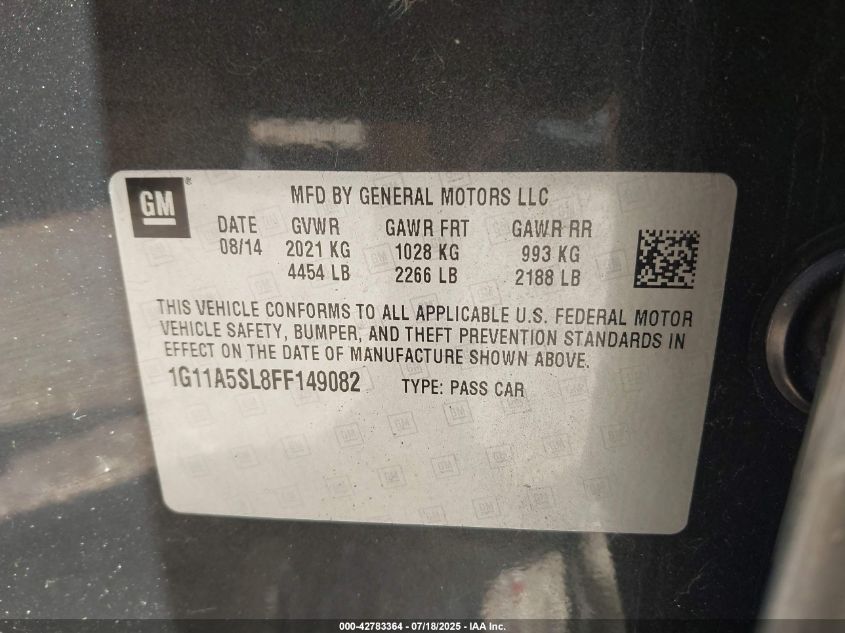 GM ®
MFD BY GENERAL MOTORS LLC
DATE GVWR GAWR FRT GAWR RR
08/14 2021 KG 1028 KG 993 KG
4454 LB 2266 LB 2188 LB
THIS VEHICLE CONFORMS TO ALL APPLICABLE U.S. FEDERAL MOTOR
VEHICLE SAFETY, BUMPER, AND THEFT PREVENTION STANDARDS IN
EFFECT ON THE DATE OF MANUFACTURE SHOWN ABOVE.
1G11A5SL8FF149082 TYPE: PASS CAR
000-42783364 - 07/18/2025 - IAA Inc.